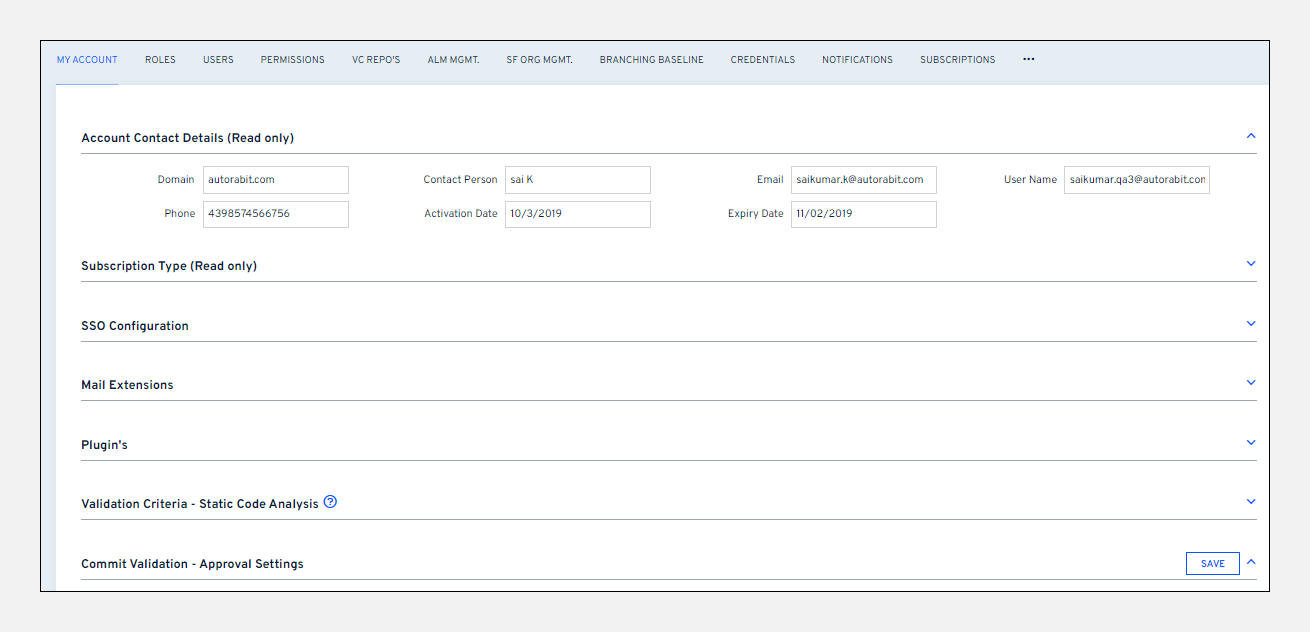 MY ACCOUNT ROLES USERS PERMISSIONS VC REPO'S ALM MGMT. SF ORG MGMT. BRANCHING BASELINE CREDENTIALS NOTIFICATIONS SUBSCRIPTIONS ...
Account Contact Details (Read only)
Domain autorabit.com Contact Person sai K Email saikumar.k@autorabit.com User Name saikumar.qa3@autorabit.con
Phone 4398574566756 Activation Date 10/3/2019 Expiry Date 11/02/2019
Subscription Type (Read only)
SSO Configuration
Mail Extensions
Plugin's
Validation Criteria - Static Code Analysis ?
Commit Validation - Approval Settings SAVE